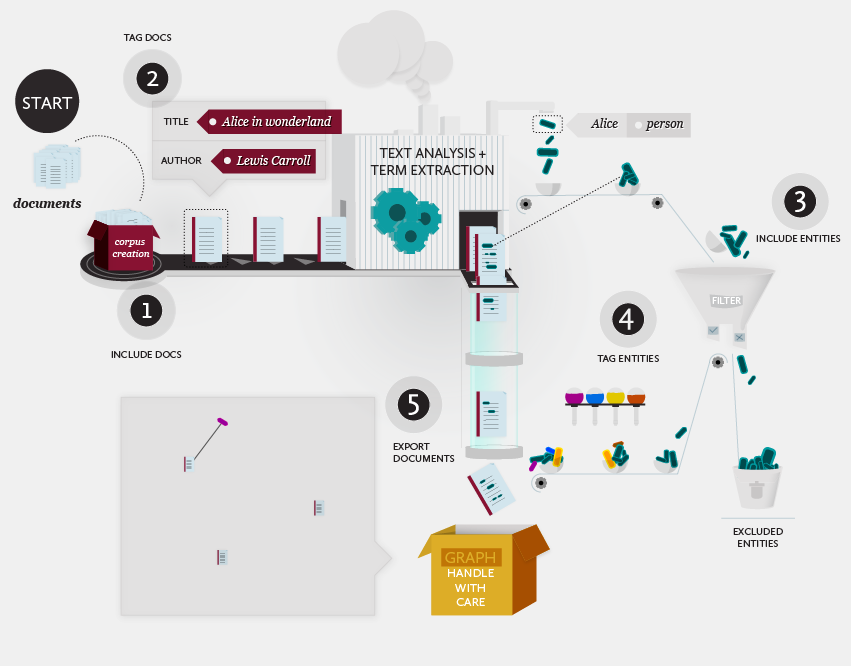 TAG DOCS
2
START
TITLE
Alice in wonderland
AUTHOR
Lewis Carroll
documents
corpus
creation
1
INCLUDE DOCS
TEXT ANALYSIS +
TERM EXTRACTION
Alice
person
3
INCLUDE ENTITIES
FILTER
4
TAG ENTITIES
5
EXPORT
DOCUMENTS
EXCLUDED
ENTITIES
GRAPH
HANDLE
WITH
CARE